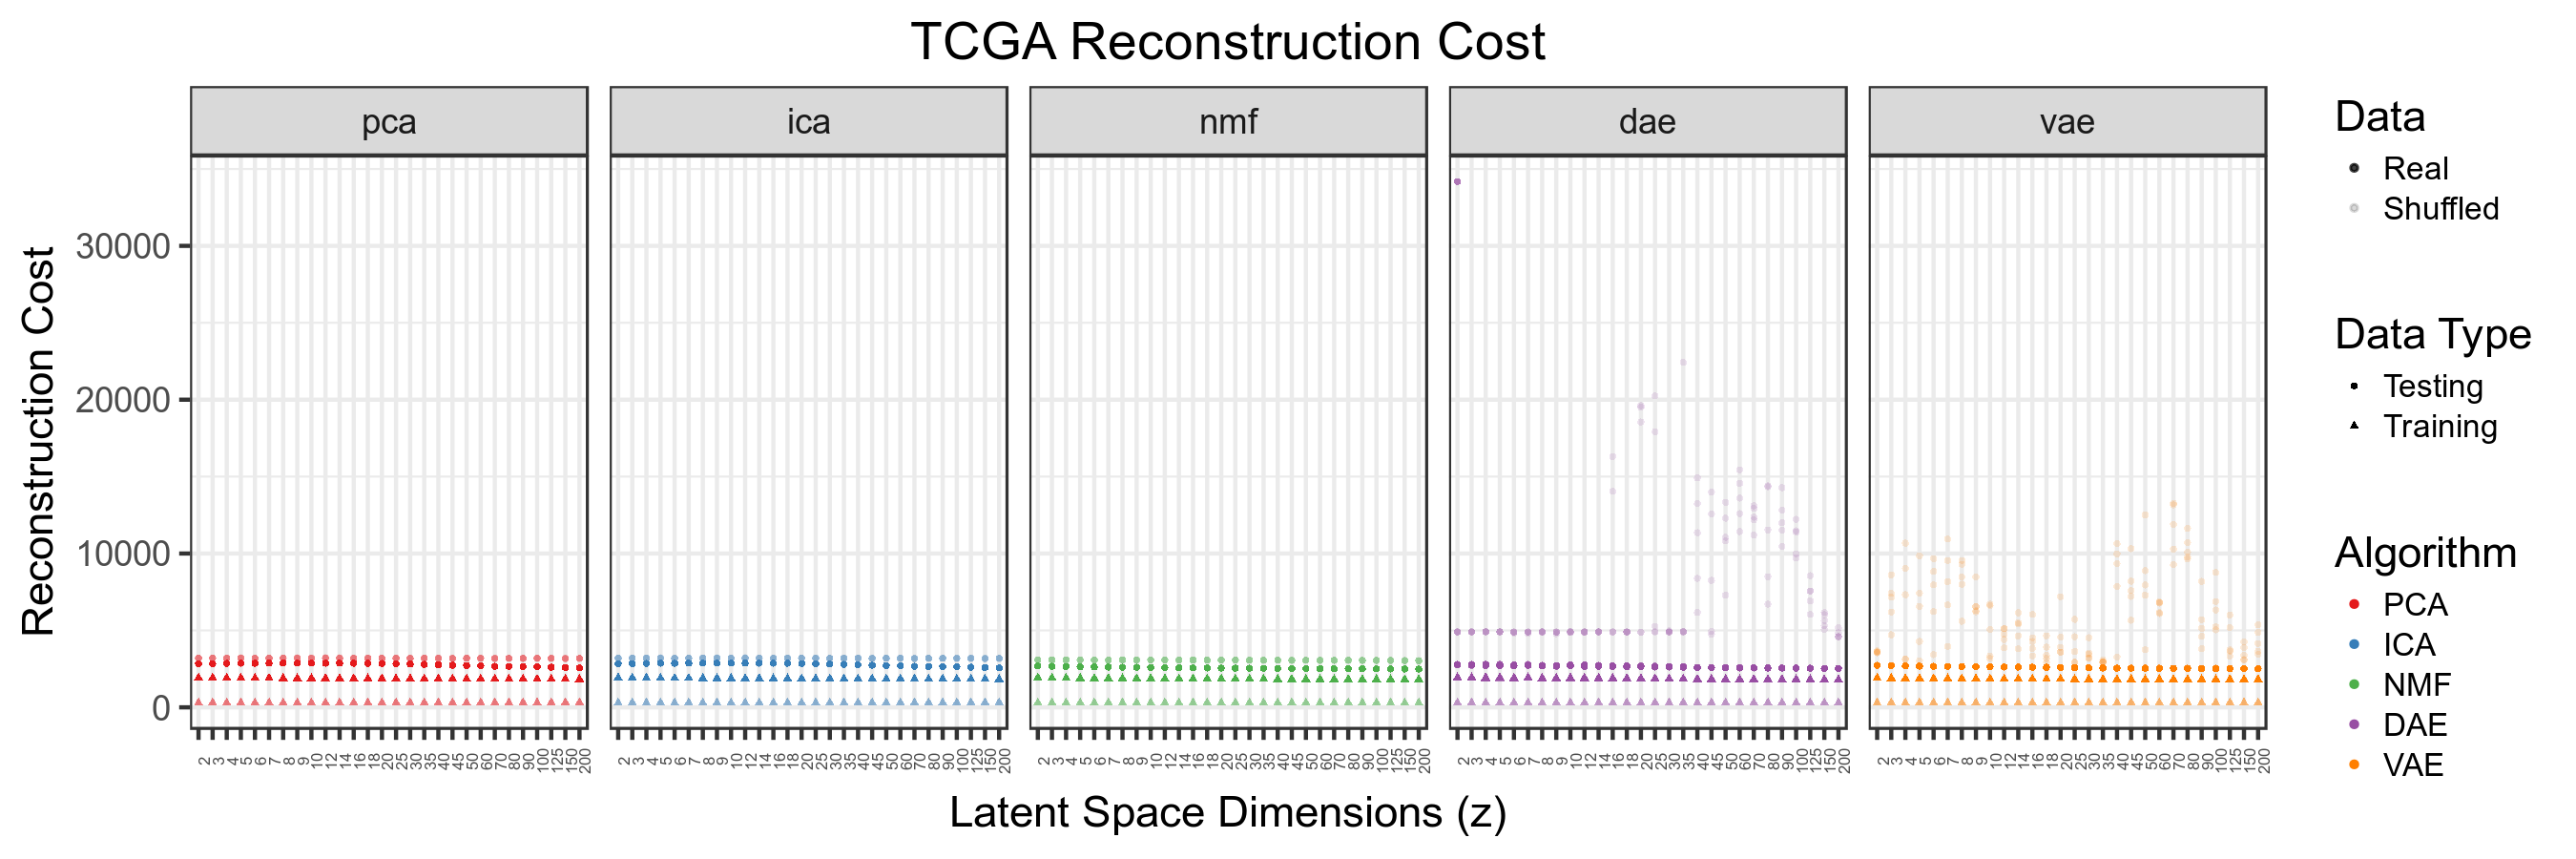 TCGA Reconstruction Cost
pca
ica
nmf
dae
vae
Reconstruction Cost
30000
20000
10000
0
2 3 4 5 6 7 8 9 10 12 14 16 18 20 25 30 35 40 45 50 60 70 80 90 100 125 150 200
2 3 4 5 6 7 8 9 10 12 14 16 18 20 25 30 35 40 45 50 60 70 80 90 100 125 150 200
2 3 4 5 6 7 8 9 10 12 14 16 18 20 25 30 35 40 45 50 60 70 80 90 100 125 150 200
2 3 4 5 6 7 8 9 10 12 14 16 18 20 25 30 35 40 45 50 60 70 80 90 100 125 150 200
2 3 4 5 6 7 8 9 10 12 14 16 18 20 25 30 35 40 45 50 60 70 80 90 100 125 150 200
Latent Space Dimensions (z)
Data
Real
Shuffled
Data Type
Testing
Training
Algorithm
PCA
ICA
NMF
DAE
VAE